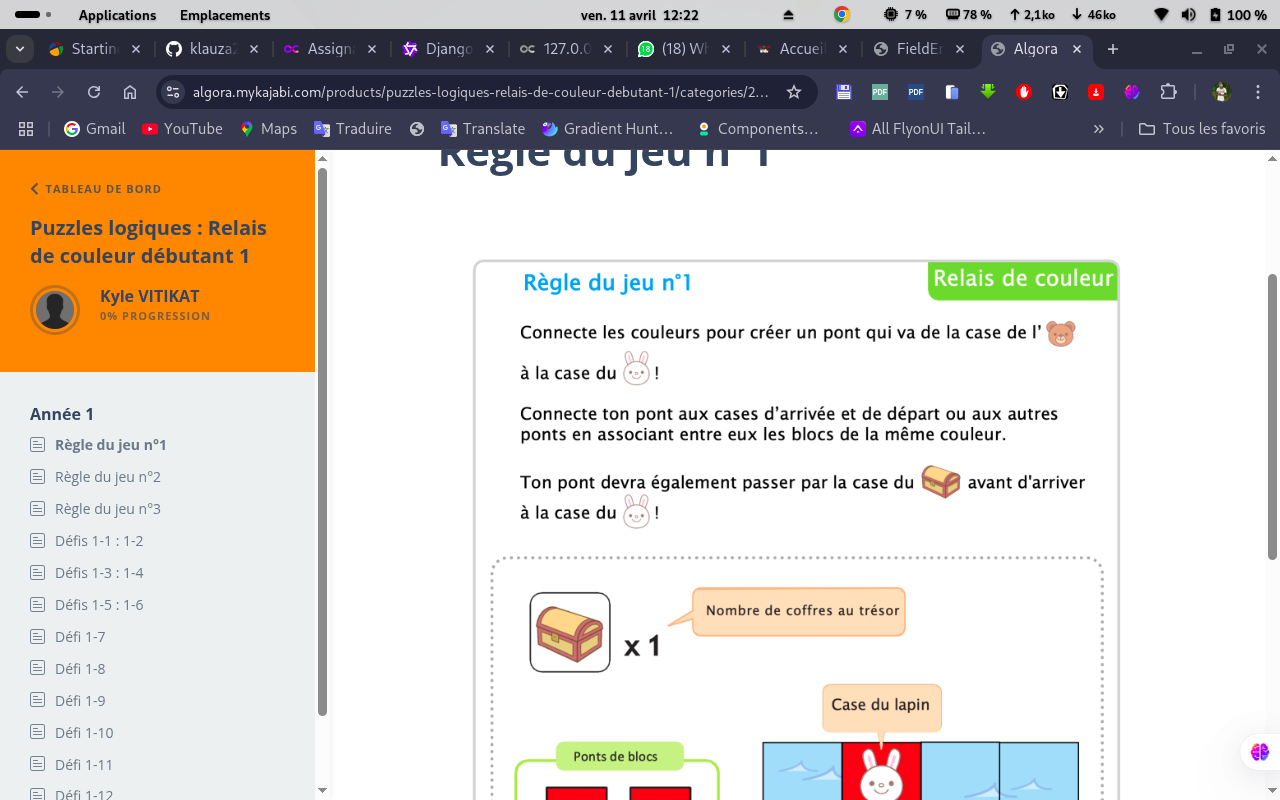 Applications Emplacements ven. 11 avril 12:22 7 % 78 % 2,1ko 46ko 100 %
Starting klauza Assign Django 127.0.0 (18) Wh Accueil FieldEr Algora
algora.mykajabi.com/products/puzzles-logiques-relais-de-couleur-debutant-1/categories/2...
Gmail YouTube Maps Traduire Translate Gradient Hunt... Components... All FlyonUI Tail... Tous les favoris
TABLEAU DE BORD
Puzzles logiques : Relais
de couleur débutant 1
Kyle VITIKAT
0% PROGRESSION
Année 1
Règle du jeu n°1
Règle du jeu n°2
Règle du jeu n°3
Défis 1-1 : 1-2
Défis 1-3 : 1-4
Défis 1-5 : 1-6
Défi 1-7
Défi 1-8
Défi 1-9
Défi 1-10
Défi 1-11
Défi 1-12
Règle du jeu n°1
Règle du jeu n°1
Relais de couleur
Connecte les couleurs pour créer un pont qui va de la case de l'
à la case du !
Connecte ton pont aux cases d'arrivée et de départ ou aux autres
ponts en associant entre eux les blocs de la même couleur.
Ton pont devra également passer par la case du avant d'arriver
à la case du !
Nombre de coffres au trésor
x 1
Case du lapin
Ponts de blocs